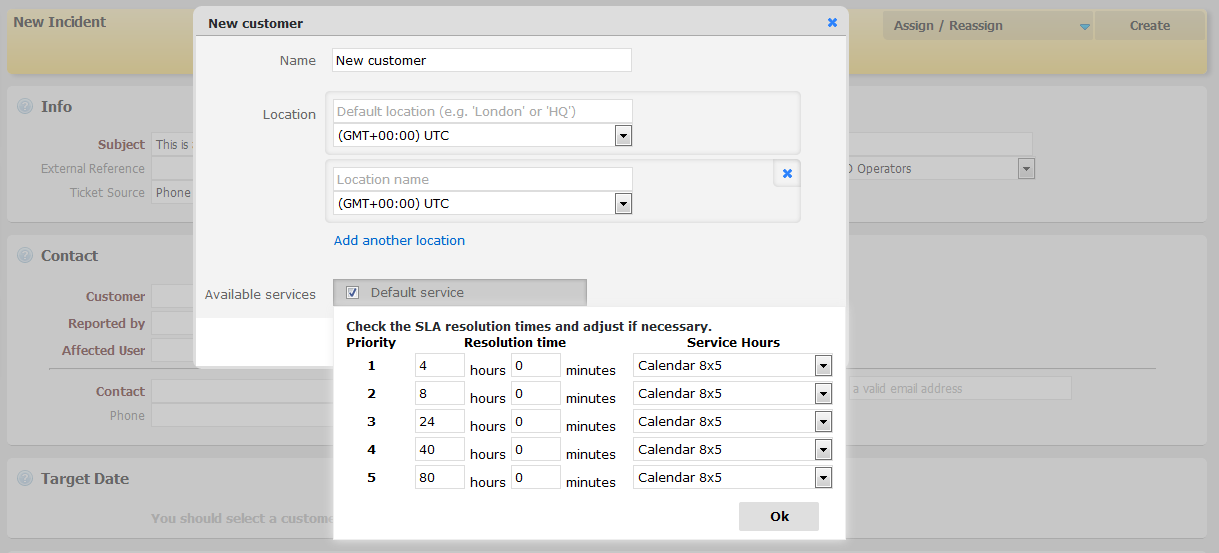 New Incident
Assign / Reassign
Create
New customer
Name
New customer
Location
Default location (e.g. 'London' or 'HQ')
(GMT+00:00) UTC
Location name
(GMT+00:00) UTC
Add another location
Available services
Default service
Check the SLA resolution times and adjust if necessary.
Priority Resolution time Service Hours
1 4 hours 0 minutes Calendar 8x5
2 8 hours 0 minutes Calendar 8x5
3 24 hours 0 minutes Calendar 8x5
4 40 hours 0 minutes Calendar 8x5
5 80 hours 0 minutes Calendar 8x5
Ok
Info
Subject This is
External Reference
Operators
Ticket Source Phone
Contact
Customer
Reported by
Affected User
Contact
a valid email address
Phone
Target Date
You should select a custome